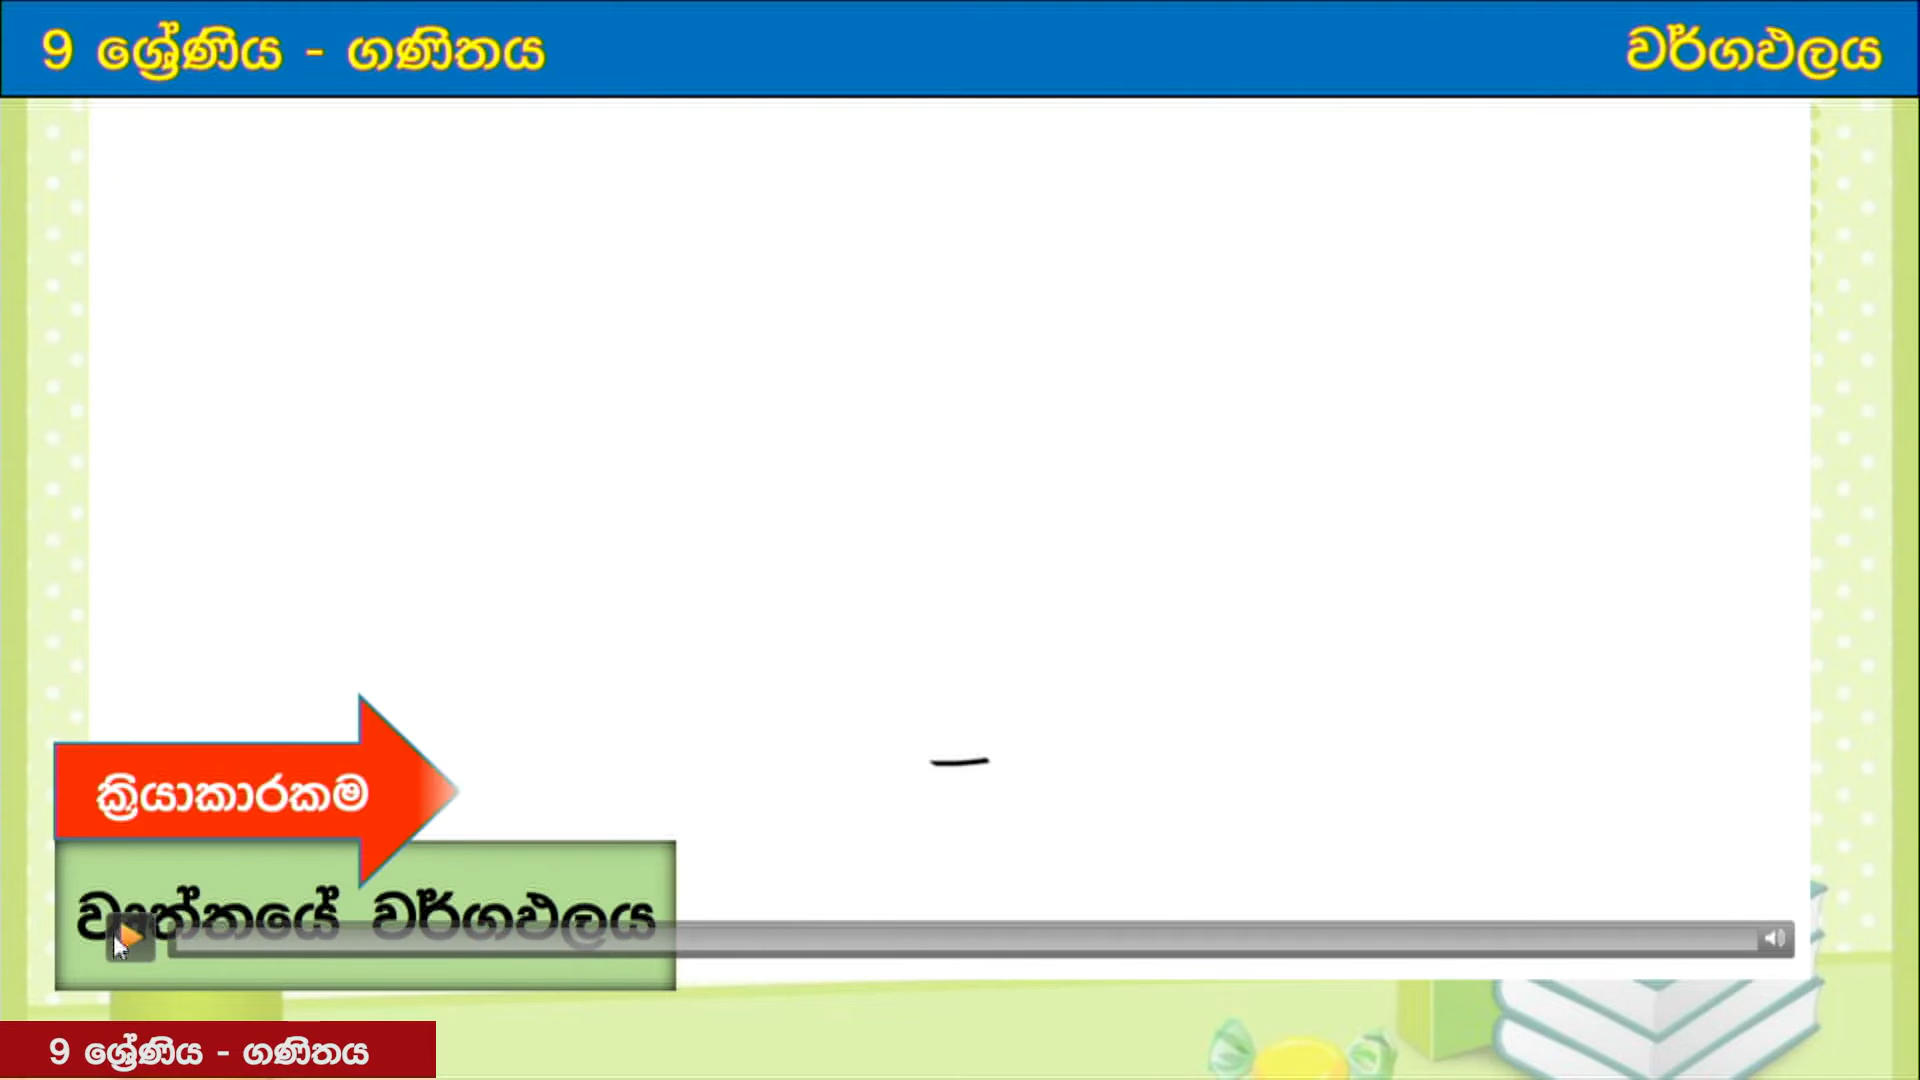 9 ශ්‍රේණිය - ගණිතය
වර්ගඵලය
ක්‍රියාකාරකම
වෘත්තයේ වර්ගඵලය
9 ශ්‍රේණිය - ගණිතය